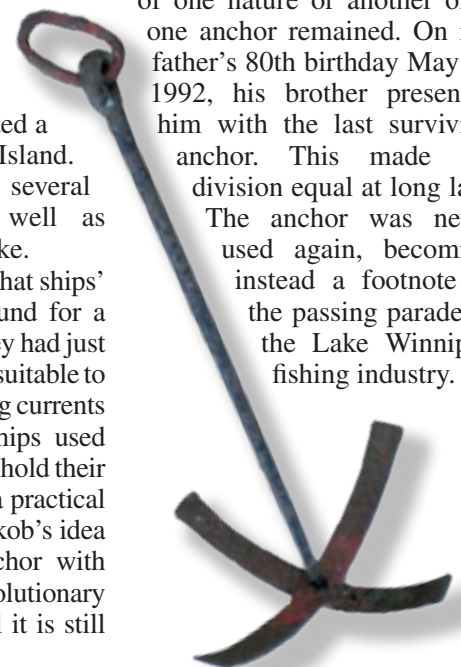 ed a
Island.
several
well as
ke.
hat ships'
und for a
ey had just
suitable to
g currents
hips used
hold their
a practical
kob's idea
chor with
olutionary
it is still
of one nature or another o
one anchor remained. On
father's 80th birthday May
1992, his brother presen
him with the last survivi
anchor. This made
division equal at long la
The anchor was ne
used again, becomi
instead a footnote
the passing parade
the Lake Winnip
fishing industry.